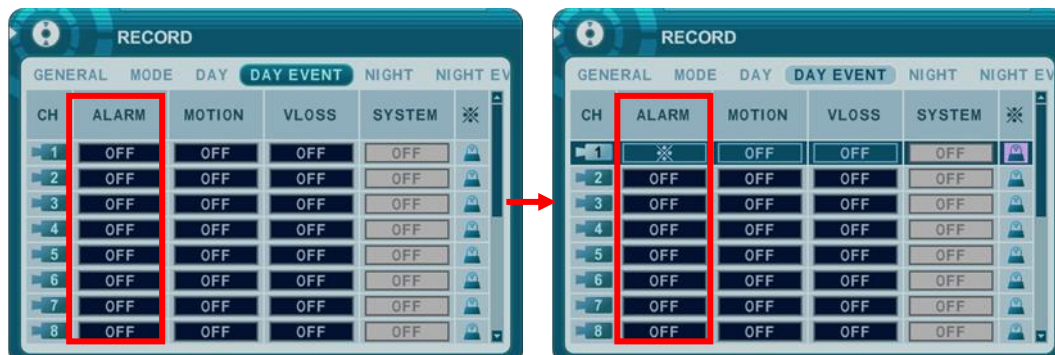 RECORD
GENERAL MODE DAY DAY EVENT NIGHT NIGHT EV
CH ALARM MOTION VLOSS SYSTEM ※
1 OFF OFF OFF OFF
2 OFF OFF OFF OFF
3 OFF OFF OFF OFF
4 OFF OFF OFF OFF
5 OFF OFF OFF OFF
6 OFF OFF OFF OFF
7 OFF OFF OFF OFF
8 OFF OFF OFF OFF
RECORD
GENERAL MODE DAY DAY EVENT NIGHT NIGHT EV
CH ALARM MOTION VLOSS SYSTEM ※
1 ※ OFF OFF OFF
2 OFF OFF OFF OFF
3 OFF OFF OFF OFF
4 OFF OFF OFF OFF
5 OFF OFF OFF OFF
6 OFF OFF OFF OFF
7 OFF OFF OFF OFF
8 OFF OFF OFF OFF